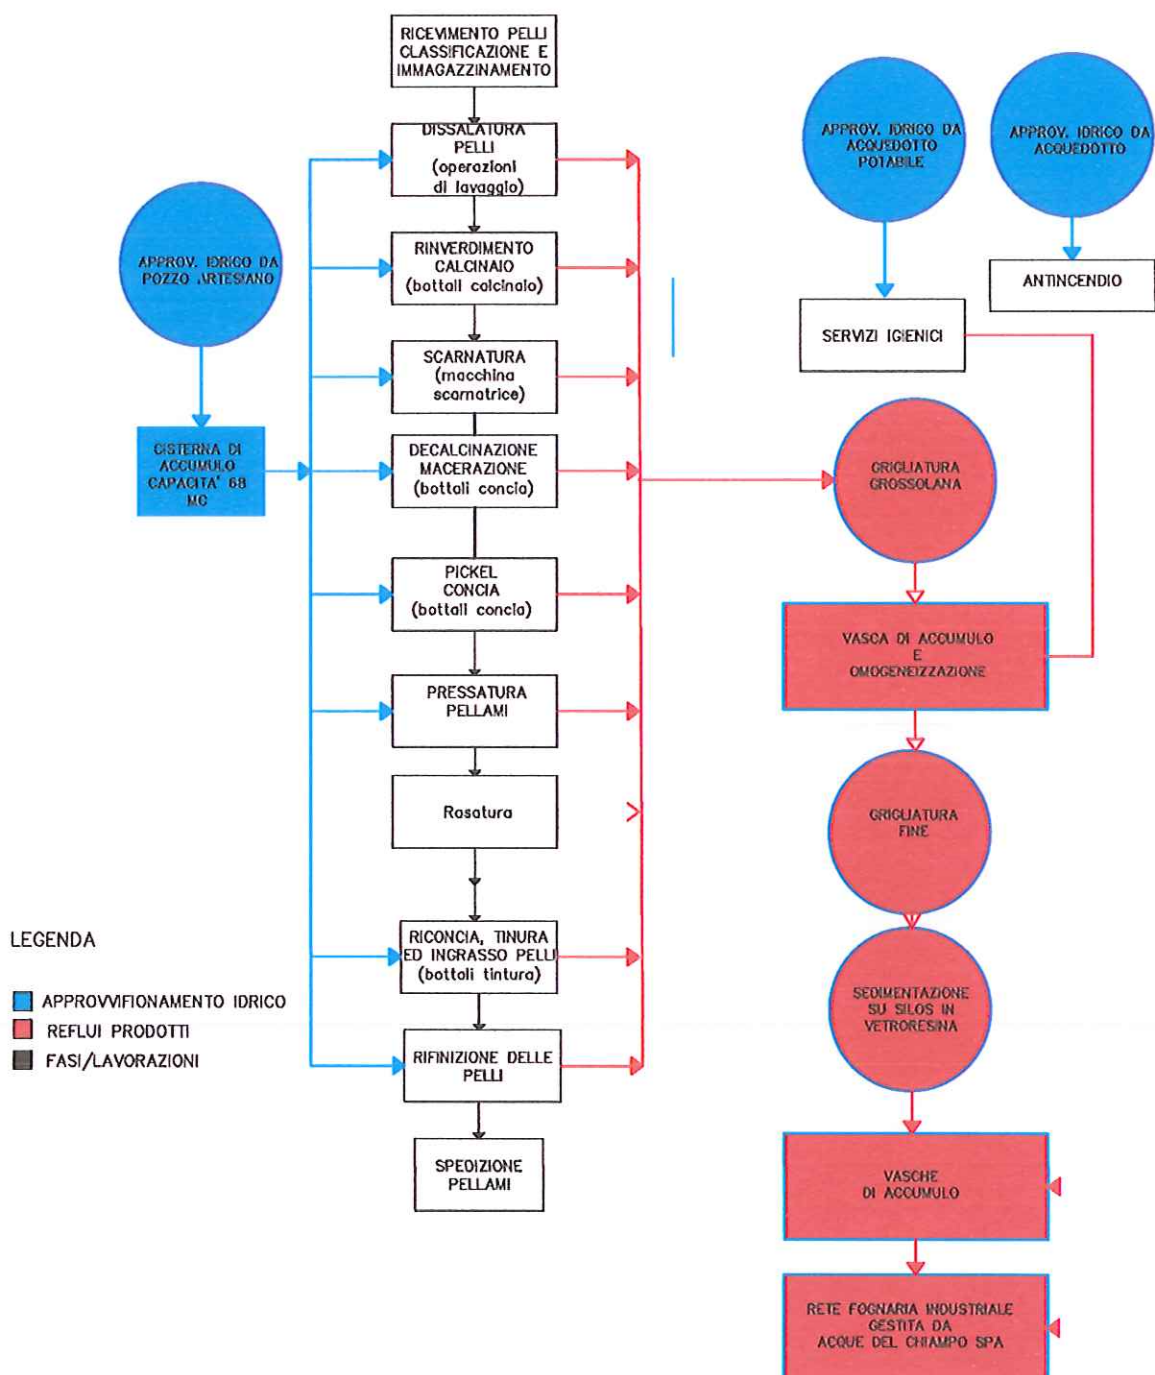 RICEVIMENTO PELLI
CLASSIFICAZIONE E
IMMAGAZZINAMENTO
DISSALATURA
PELLI
(operazioni
di lavaggio)
RINVERDIMENTO
CALCINAIO
(bottali calcinaio)
SCARNATURA
(macchina
scarnatrice)
DECALCINAZIONE
MACERAZIONE
(bottali concia)
PICKEL
CONCIA
(bottali concia)
PRESSATURA
PELLAMI
Rasatura
RICONCIA, TINURA
ED INGRASSO PELLI
(bottali tintura)
RIFINIZIONE DELLE
PELLI
SPEDIZIONE
PELLAMI
APPROV. IDRICO DA
POZZO ARTESIANO
CISTERNA DI
ACCUMULO
CAPACITA' 68
MC
APPROV. IDRICO DA
ACQUEDOTTO
POTABILE
APPROV. IDRICO DA
ACQUEDOTTO
SERVIZI IGIENICI
ANTINCENDIO
GRIGLIATURA
GROSSOLANA
VASCA DI ACCUMULO
E
OMOGENEIZZAZIONE
GRIGLIATURA
FINE
SEDIMENTAZIONE
SU SILOS IN
VETRORESINA
VASCHE
DI ACCUMULO
RETE FOGNARIA INDUSTRIALE
GESTITA DA
ACQUE DEL CHIAMPO SPA
LEGENDA
APPROVVIFIONAMENTO IDRICO
REFLUI PRODOTTI
FASI/LAVORAZIONI